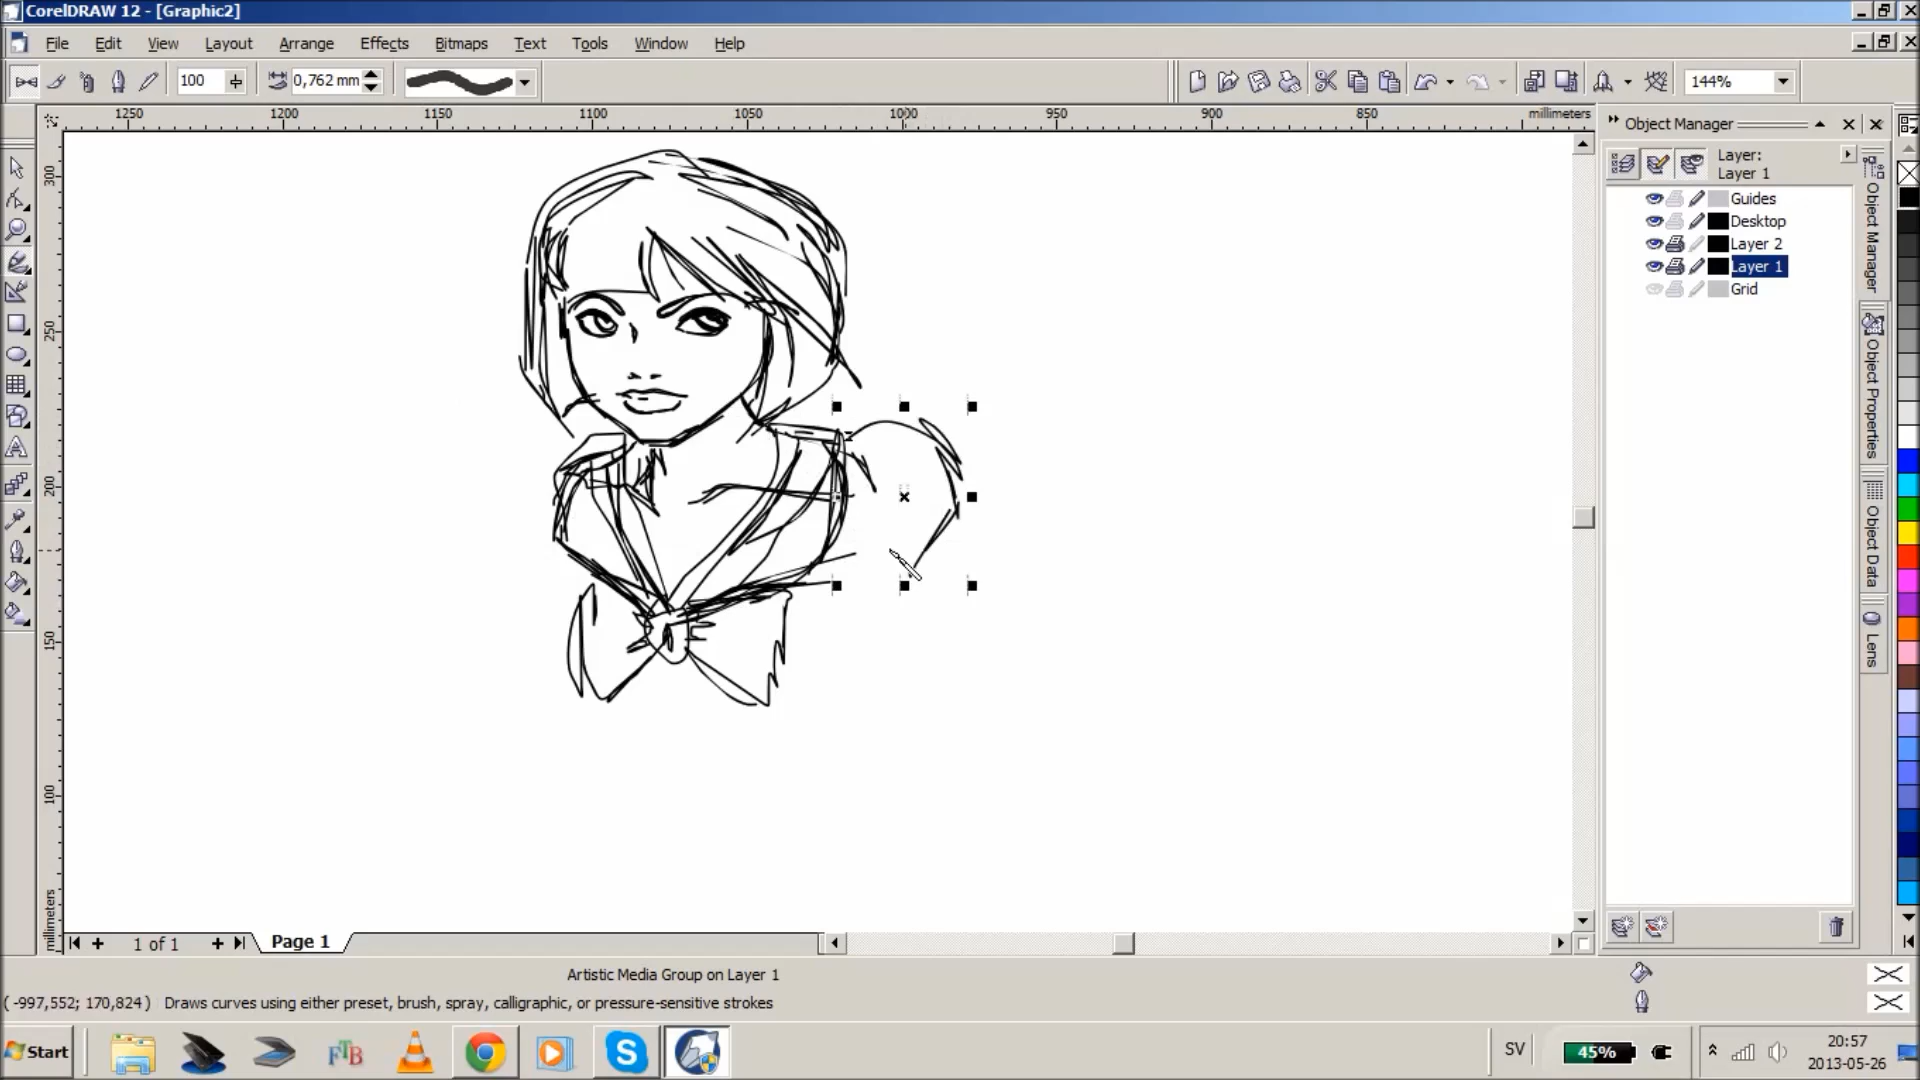 CorelDRAW 12 - [Graphic2]
File Edit View Layout Arrange Effects Bitmaps Text Tools Window Help
100 0,762 mm 144%
1250 1200 1150 1100 1050 1000 950 900 850 millimeters
Object Manager
Layer:
Layer 1
Guides
Desktop
Layer 2
Layer 1
Grid
Object Manager
Object Properties
Object Data
Lens
300
250
200
150
100
millimeters
1 of 1 Page 1
Artistic Media Group on Layer 1
( -997,552; 170,824 ) Draws curves using either preset, brush, spray, calligraphic, or pressure-sensitive strokes
Start FTB SV 45% 20:57
2013-05-26